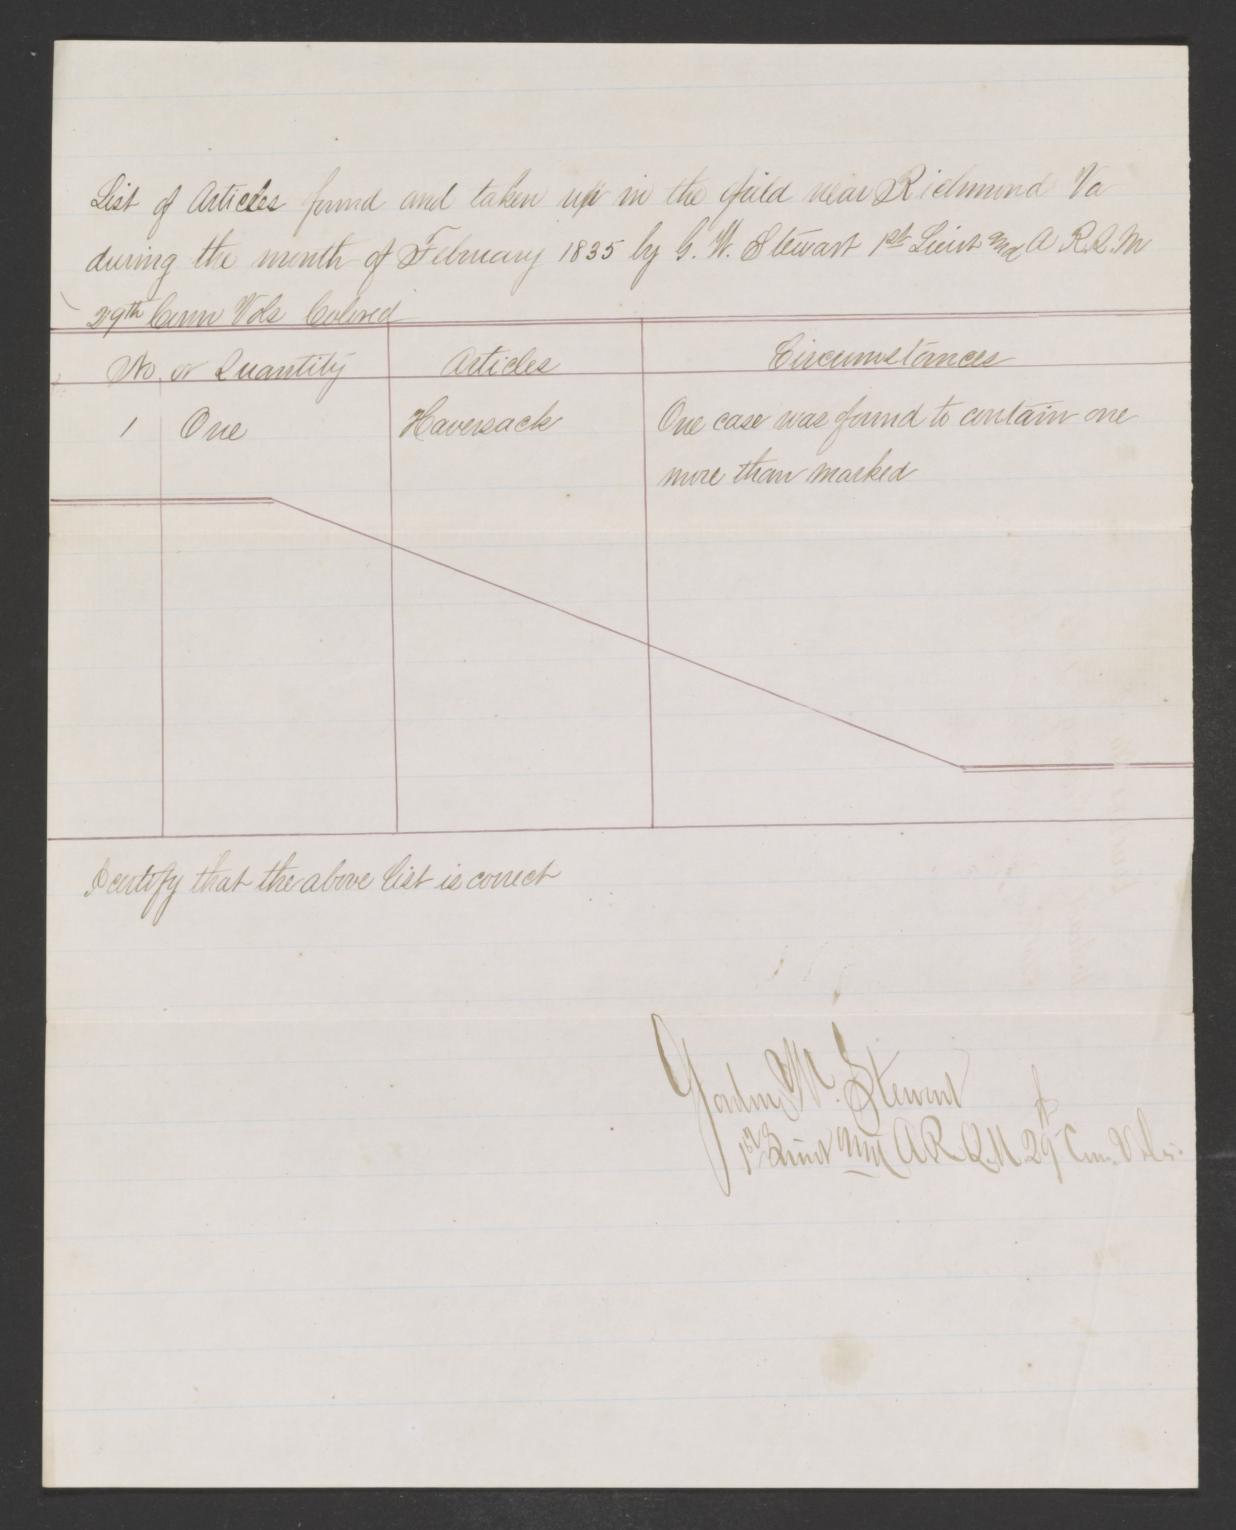 List of Articles found and taken up in the field near Richmond Va
during the month of February 1835 by G. W. Stewart 1st Lieut and A R.Q.M
29th Conn Vols Colored
No. or Quantity Articles Circumstances
1 One Haversack One case was found to contain one
more than marked
I certify that the above list is correct
Gordon W. Stewart
1st Lieut and A R Q.M. 29th Conn. Vols.